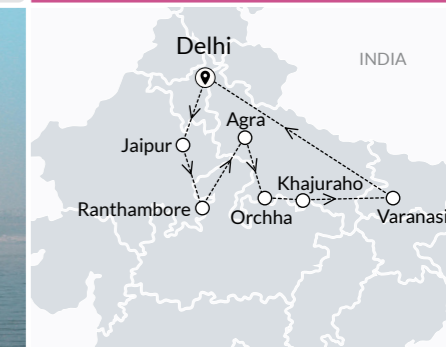 Delhi
INDIA
Agra
Jaipur
Khajuraho
Ranthambore
Orchha
Varanasi